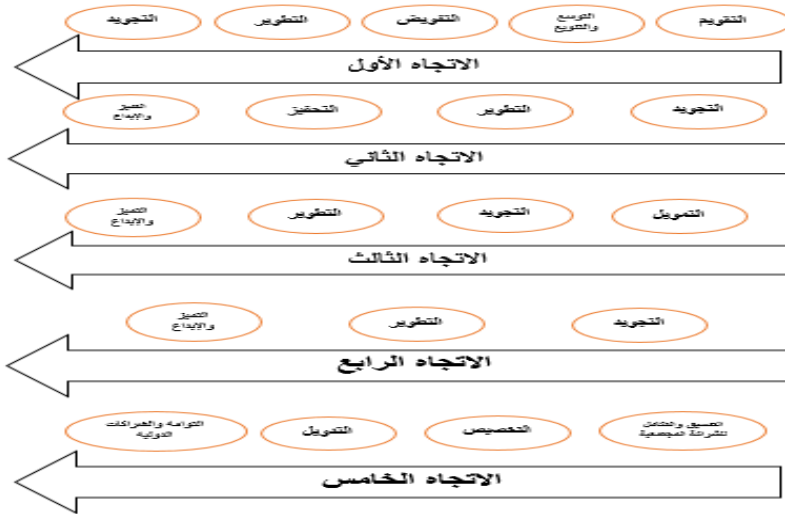 التقويم
التوسع
والتنويع
التفويض
التطوير
التجويد
الاتجاه الأول
التجويد
التطوير
التحفيز
التميز
والإبداع
الاتجاه الثاني
التمويل
التجويد
التطوير
التميز
والإبداع
الاتجاه الثالث
التجويد
التطوير
التميز
والإبداع
الاتجاه الرابع
التنسيق والتكامل
للشراكة المجتمعية
التخصيص
التمويل
التوأمة والشراكات
الدولية
الاتجاه الخامس